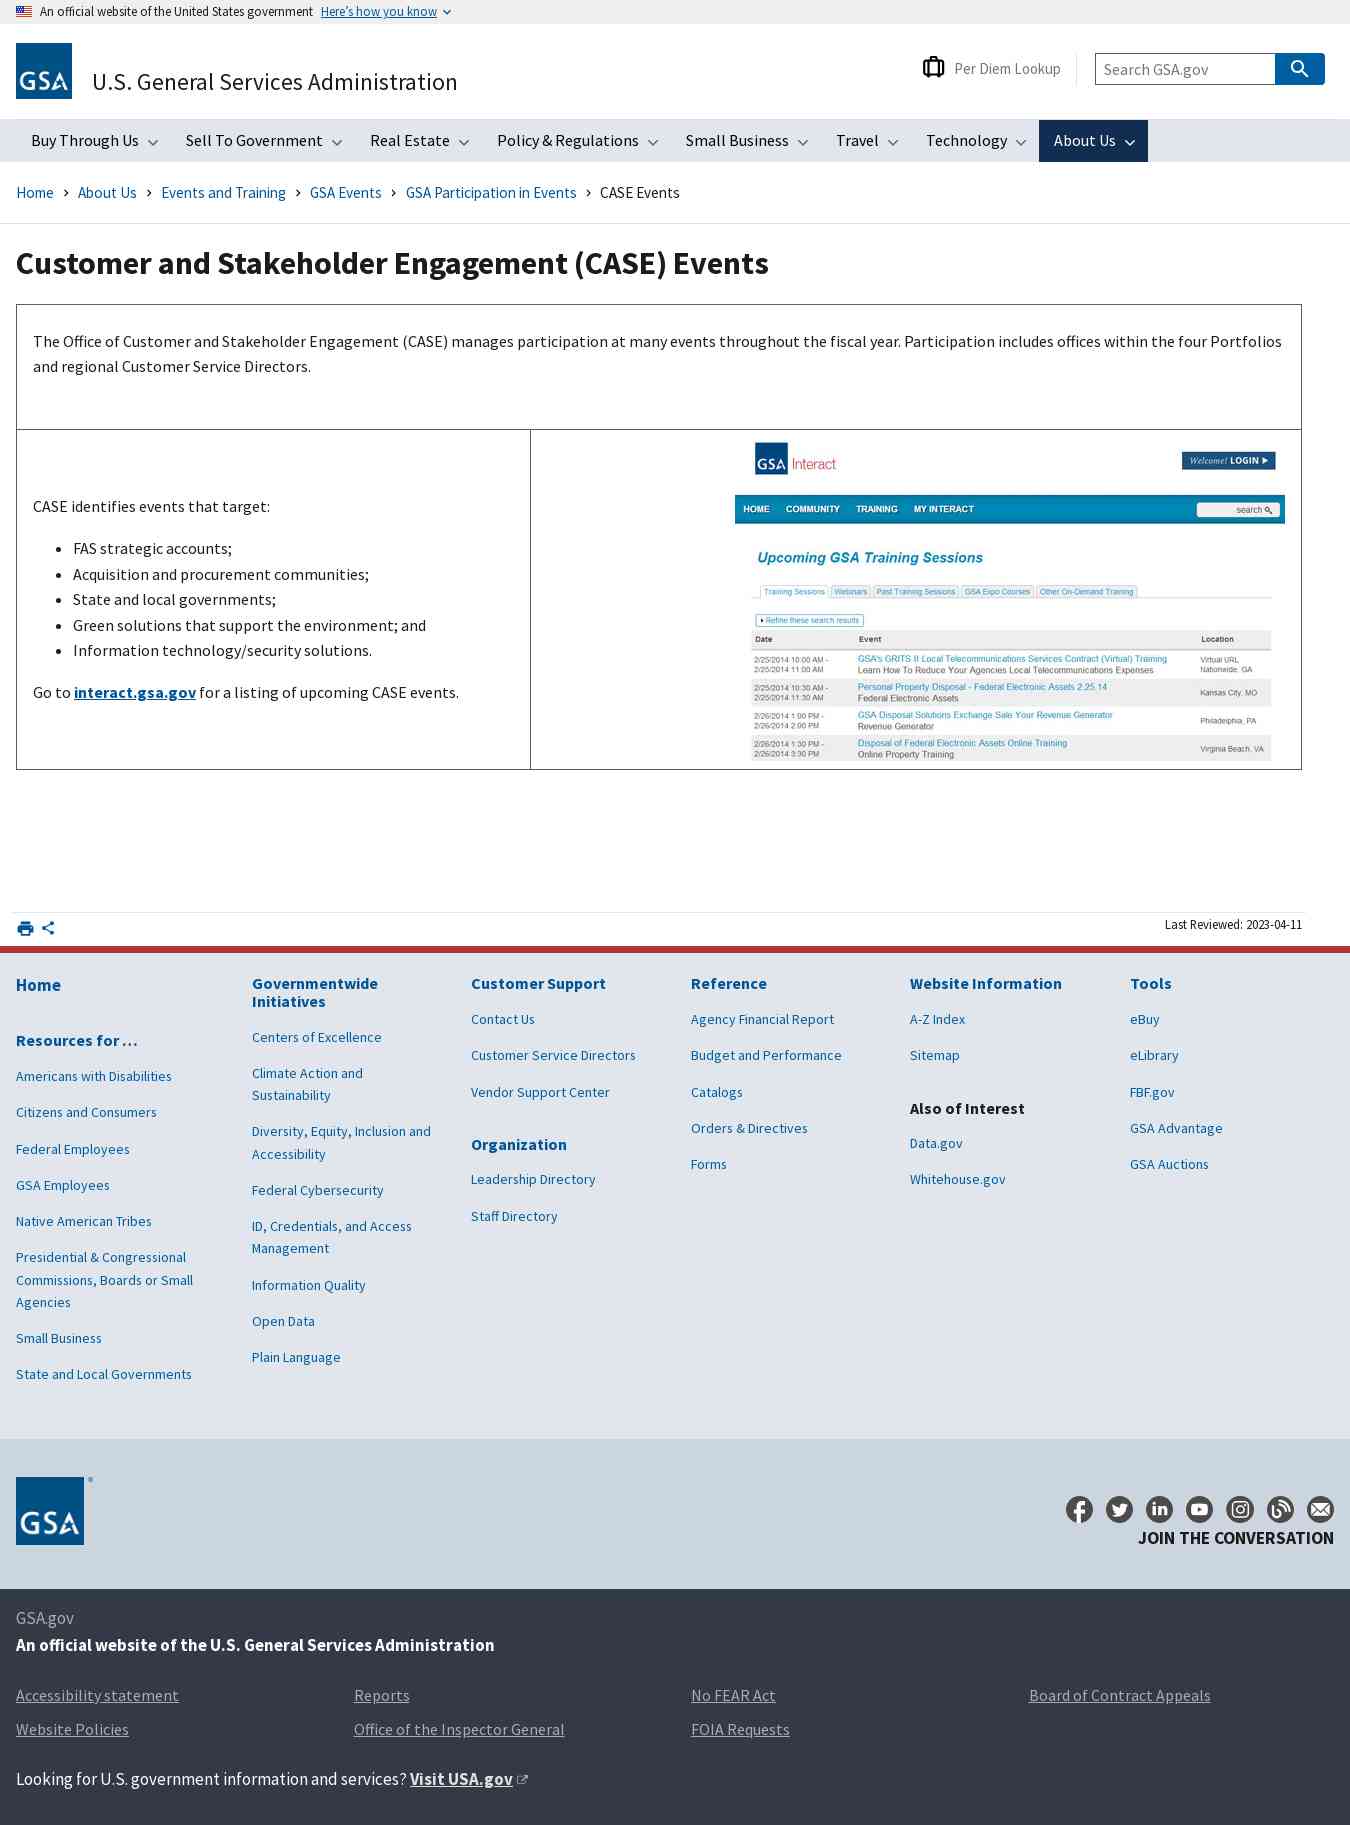 An official website of the United States government Here's how you know
GSA
U.S. General Services Administration
Per Diem Lookup
Search GSA.gov
Buy Through Us Sell To Government Real Estate Policy & Regulations Small Business Travel Technology About Us
Home About Us Events and Training GSA Events GSA Participation in Events CASE Events
Customer and Stakeholder Engagement (CASE) Events
The Office of Customer and Stakeholder Engagement (CASE) manages participation at many events throughout the fiscal year. Participation includes offices within the four Portfolios
and regional Customer Service Directors.
CASE identifies events that target:
FAS strategic accounts;
Acquisition and procurement communities;
State and local governments;
Green solutions that support the environment; and
Information technology/security solutions.
Go to interact.gsa.gov for a listing of upcoming CASE events.
GSA Interact
Welcome! LOGIN
HOME COMMUNITY TRAINING MY INTERACT search
Upcoming GSA Training Sessions
Training Sessions Webinars Past Training Sessions GSA Expo Courses Other On-Demand Training
Refine these search results
Date Event Location
2/25/2014 10:00 AM - GSA's GRITS II Local Telecommunications Services Contract (Virtual) Training Virtual URL
2/25/2014 11:00 AM Learn How To Reduce Your Agencies Local Telecommunications Expenses Nationwide, GA
2/25/2014 10:30 AM - Personal Property Disposal - Federal Electronic Assets 2.25.14 Kansas City, MO
2/25/2014 11:30 AM Federal Electronic Assets
2/26/2014 1:00 PM - GSA Disposal Solutions Exchange Sale Your Revenue Generator Philadelphia, PA
2/26/2014 2:00 PM Revenue Generator
2/26/2014 1:30 PM - Disposal of Federal Electronic Assets Online Training Virginia Beach, VA
2/26/2014 3:30 PM Online Property Training
Last Reviewed: 2023-04-11
Home
Resources for …
Americans with Disabilities
Citizens and Consumers
Federal Employees
GSA Employees
Native American Tribes
Presidential & Congressional
Commissions, Boards or Small
Agencies
Small Business
State and Local Governments
Governmentwide
Initiatives
Centers of Excellence
Climate Action and
Sustainability
Diversity, Equity, Inclusion and
Accessibility
Federal Cybersecurity
ID, Credentials, and Access
Management
Information Quality
Open Data
Plain Language
Customer Support
Contact Us
Customer Service Directors
Vendor Support Center
Organization
Leadership Directory
Staff Directory
Reference
Agency Financial Report
Budget and Performance
Catalogs
Orders & Directives
Forms
Website Information
A-Z Index
Sitemap
Also of Interest
Data.gov
Whitehouse.gov
Tools
eBuy
eLibrary
FBF.gov
GSA Advantage
GSA Auctions
GSA®
JOIN THE CONVERSATION
GSA.gov
An official website of the U.S. General Services Administration
Accessibility statement Reports No FEAR Act Board of Contract Appeals
Website Policies Office of the Inspector General FOIA Requests
Looking for U.S. government information and services? Visit USA.gov